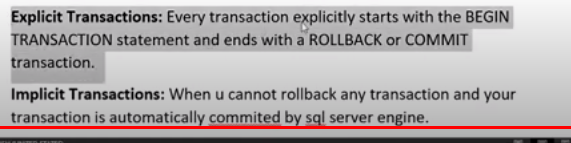 Explicit Transactions: Every transaction explicitly starts with the BEGIN
TRANSACTION statement and ends with a ROLLBACK or COMMIT
transaction.
Implicit Transactions: When u cannot rollback any transaction and your
transaction is automatically commited by sql server engine.